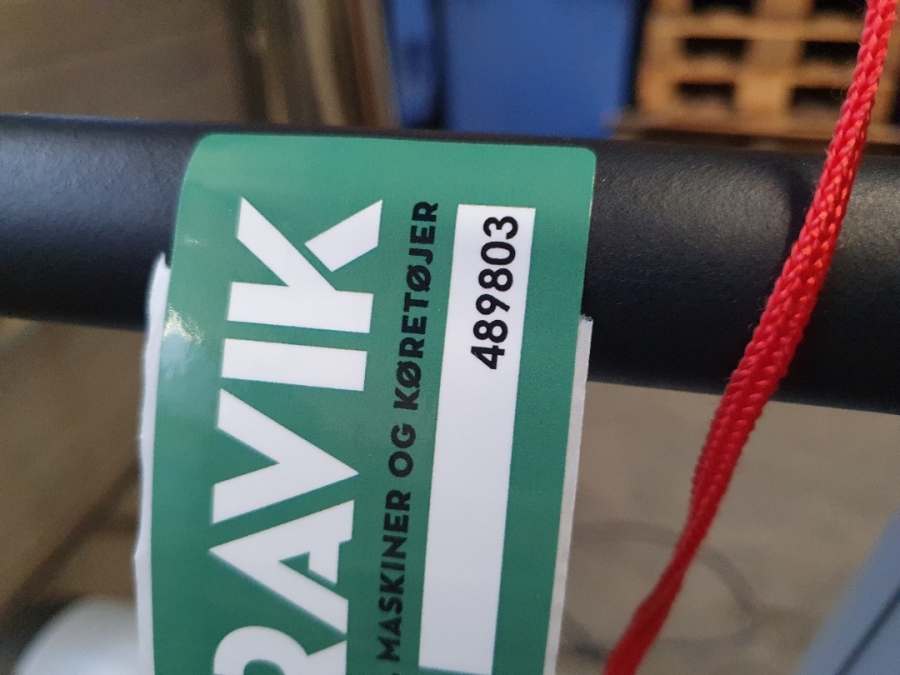 RAVIK
MASKINER OG KØRETØJER
489803